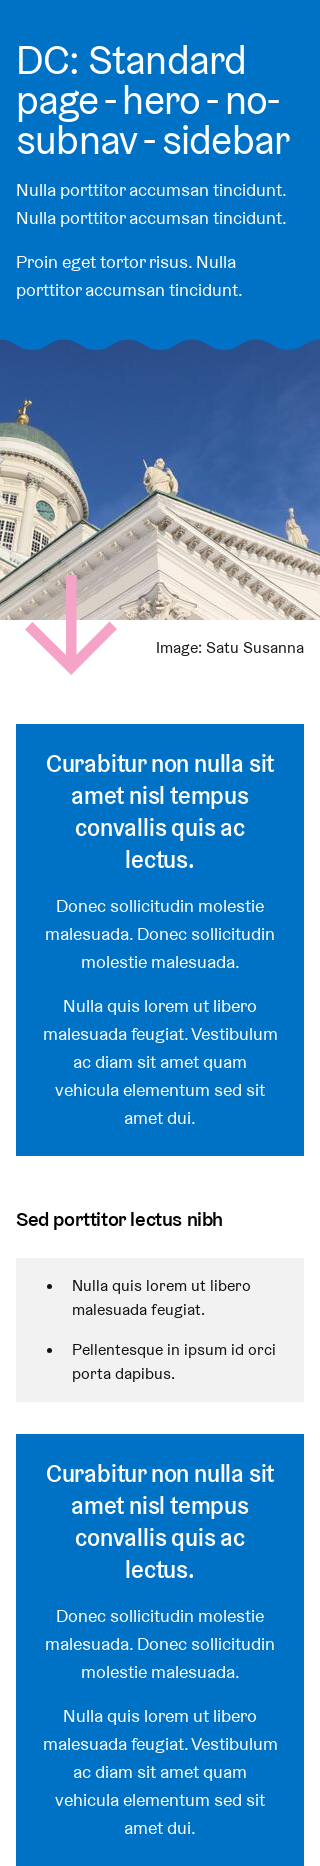 DC: Standard
page - hero - no-
subnav - sidebar
Nulla porttitor accumsan tincidunt.
Nulla porttitor accumsan tincidunt.
Proin eget tortor risus. Nulla
porttitor accumsan tincidunt.
Image: Satu Susanna
Curabitur non nulla sit
amet nisl tempus
convallis quis ac
lectus.
Donec sollicitudin molestie
malesuada. Donec sollicitudin
molestie malesuada.
Nulla quis lorem ut libero
malesuada feugiat. Vestibulum
ac diam sit amet quam
vehicula elementum sed sit
amet dui.
Sed porttitor lectus nibh
• Nulla quis lorem ut libero
malesuada feugiat.
• Pellentesque in ipsum id orci
porta dapibus.
Curabitur non nulla sit
amet nisl tempus
convallis quis ac
lectus.
Donec sollicitudin molestie
malesuada. Donec sollicitudin
molestie malesuada.
Nulla quis lorem ut libero
malesuada feugiat. Vestibulum
ac diam sit amet quam
vehicula elementum sed sit
amet dui.